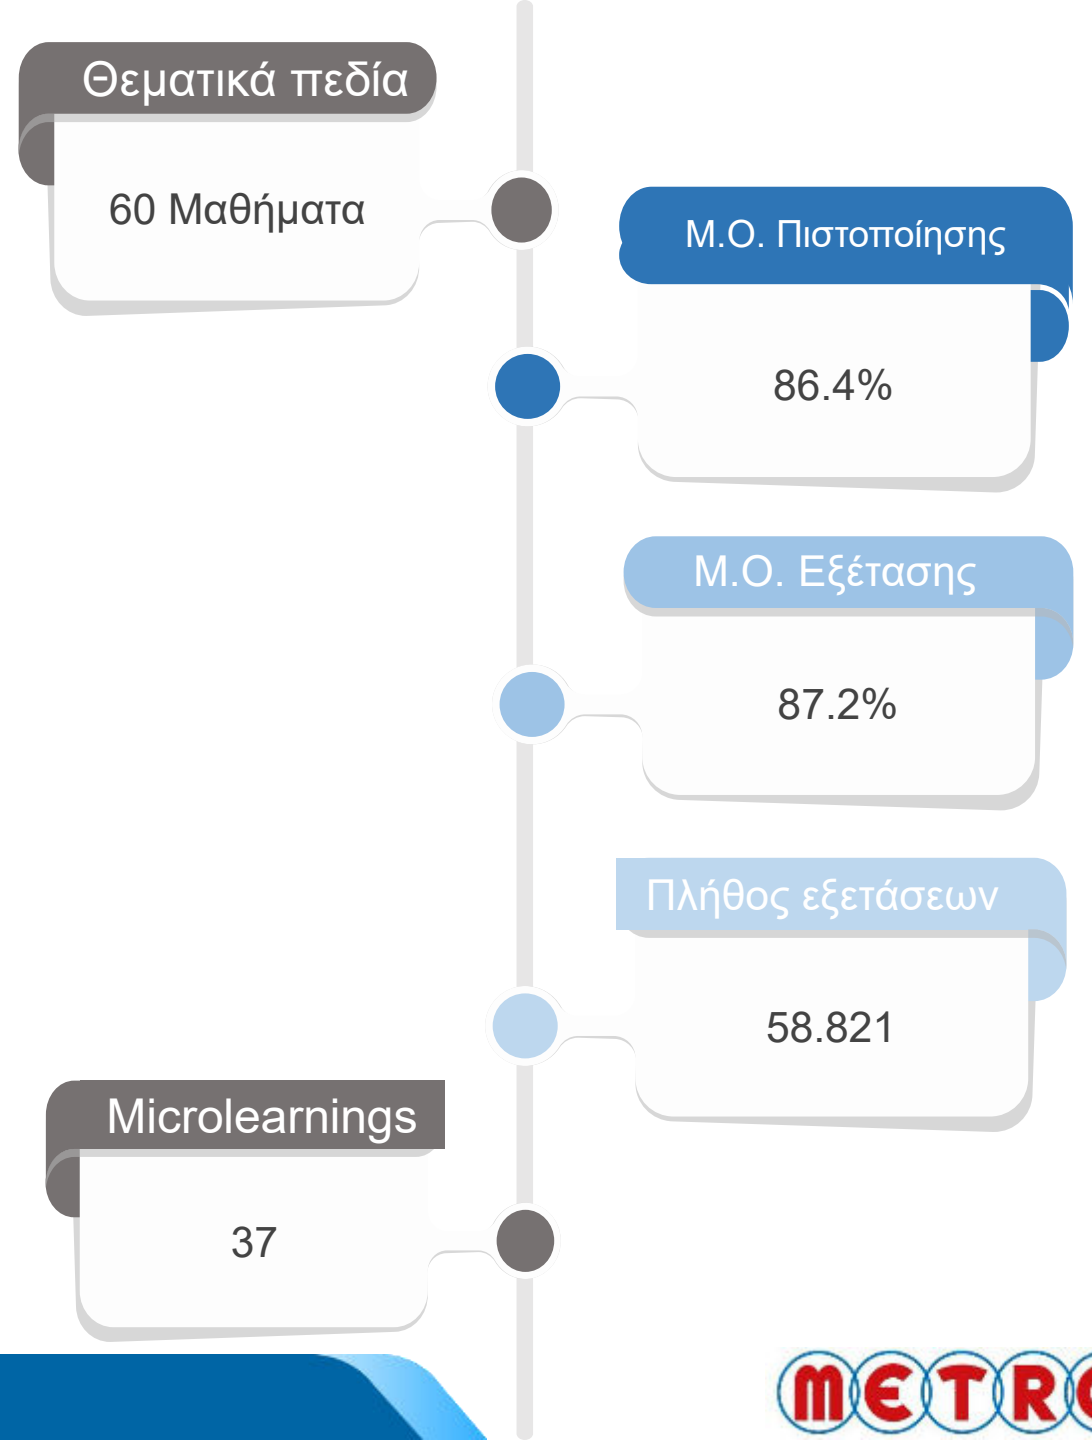 Θεματικά πεδία
60 Μαθήματα
Μ.Ο. Πιστοποίησης
86.4%
Μ.Ο. Εξέτασης
87.2%
Πλήθος εξετάσεων
58.821
Microlearnings
37
METR